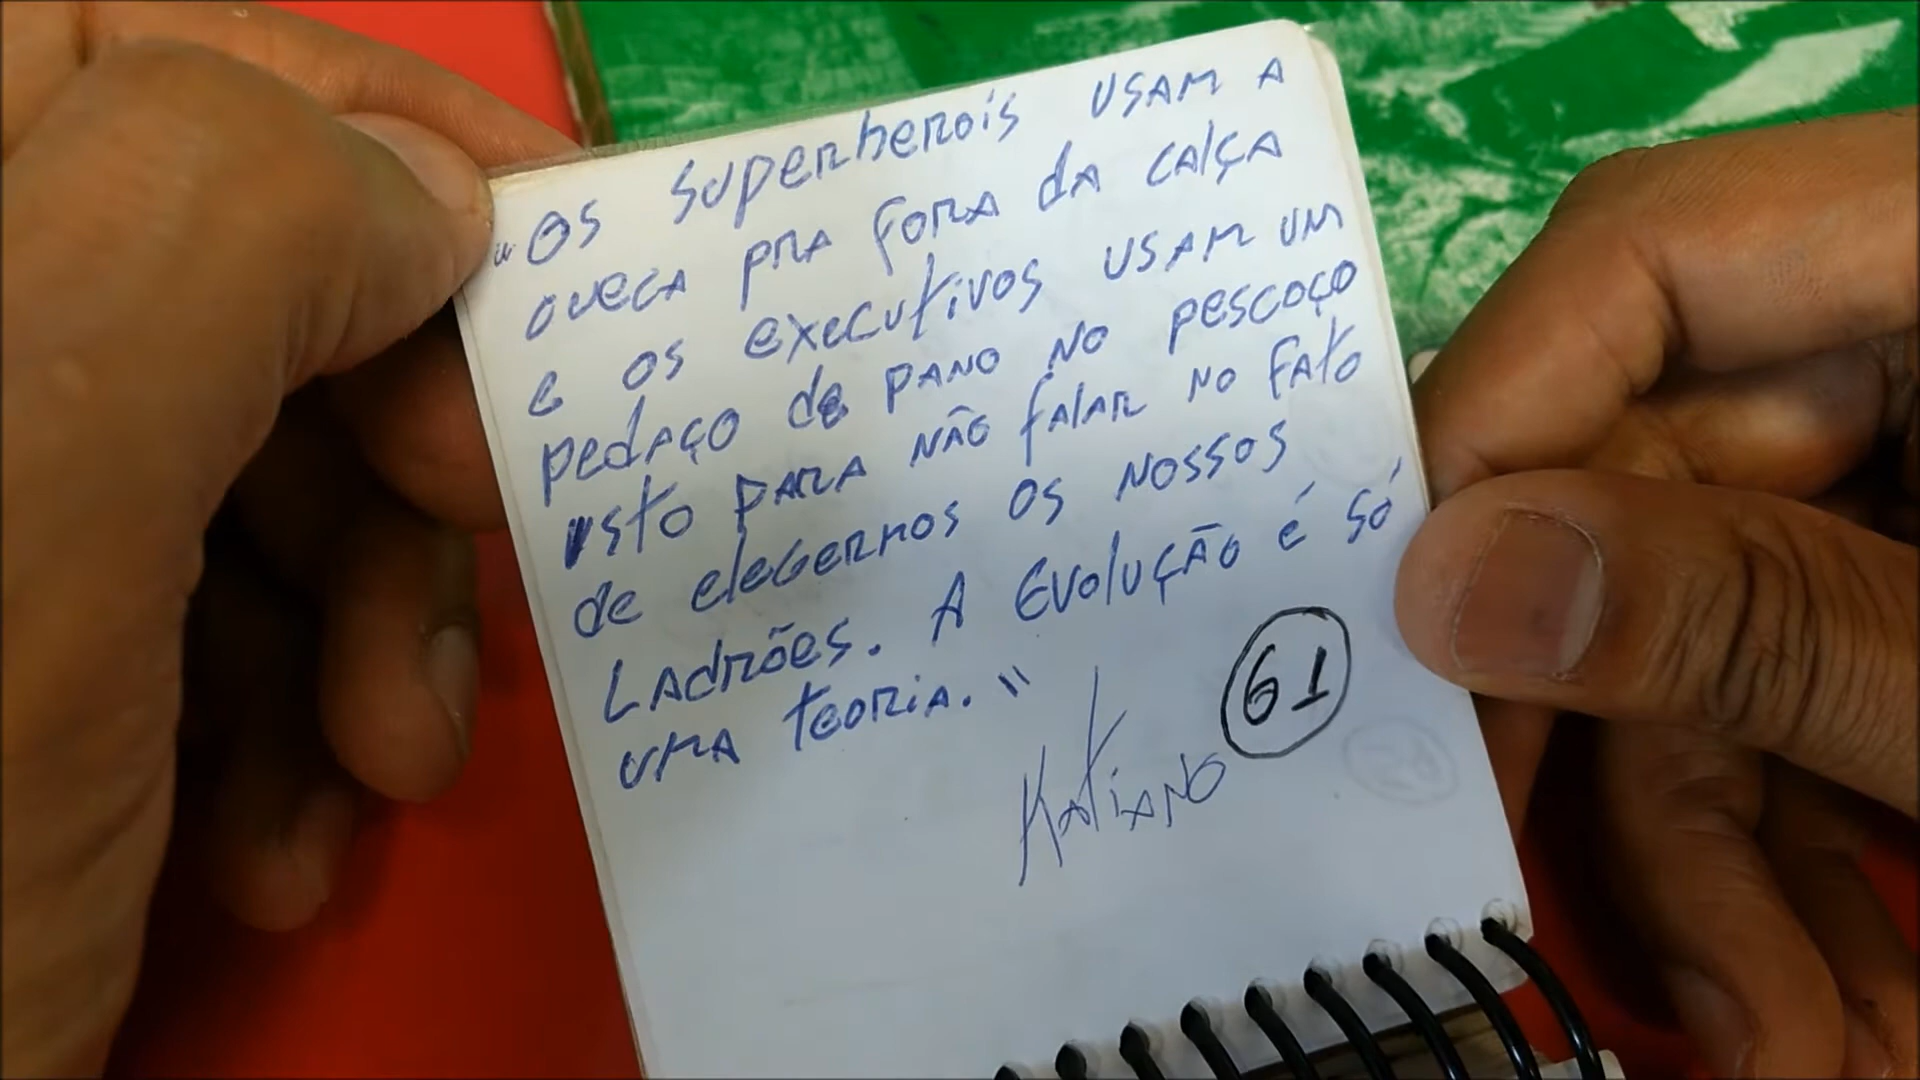 "Os superherois usam a
cueca pra fora da calça
e os executivos usam um
pedaço de pano no pescoço
isto para não falar no fato
de elegermos os nossos
Ladrões. A Evolução é só
uma teoria."
61
Katiano